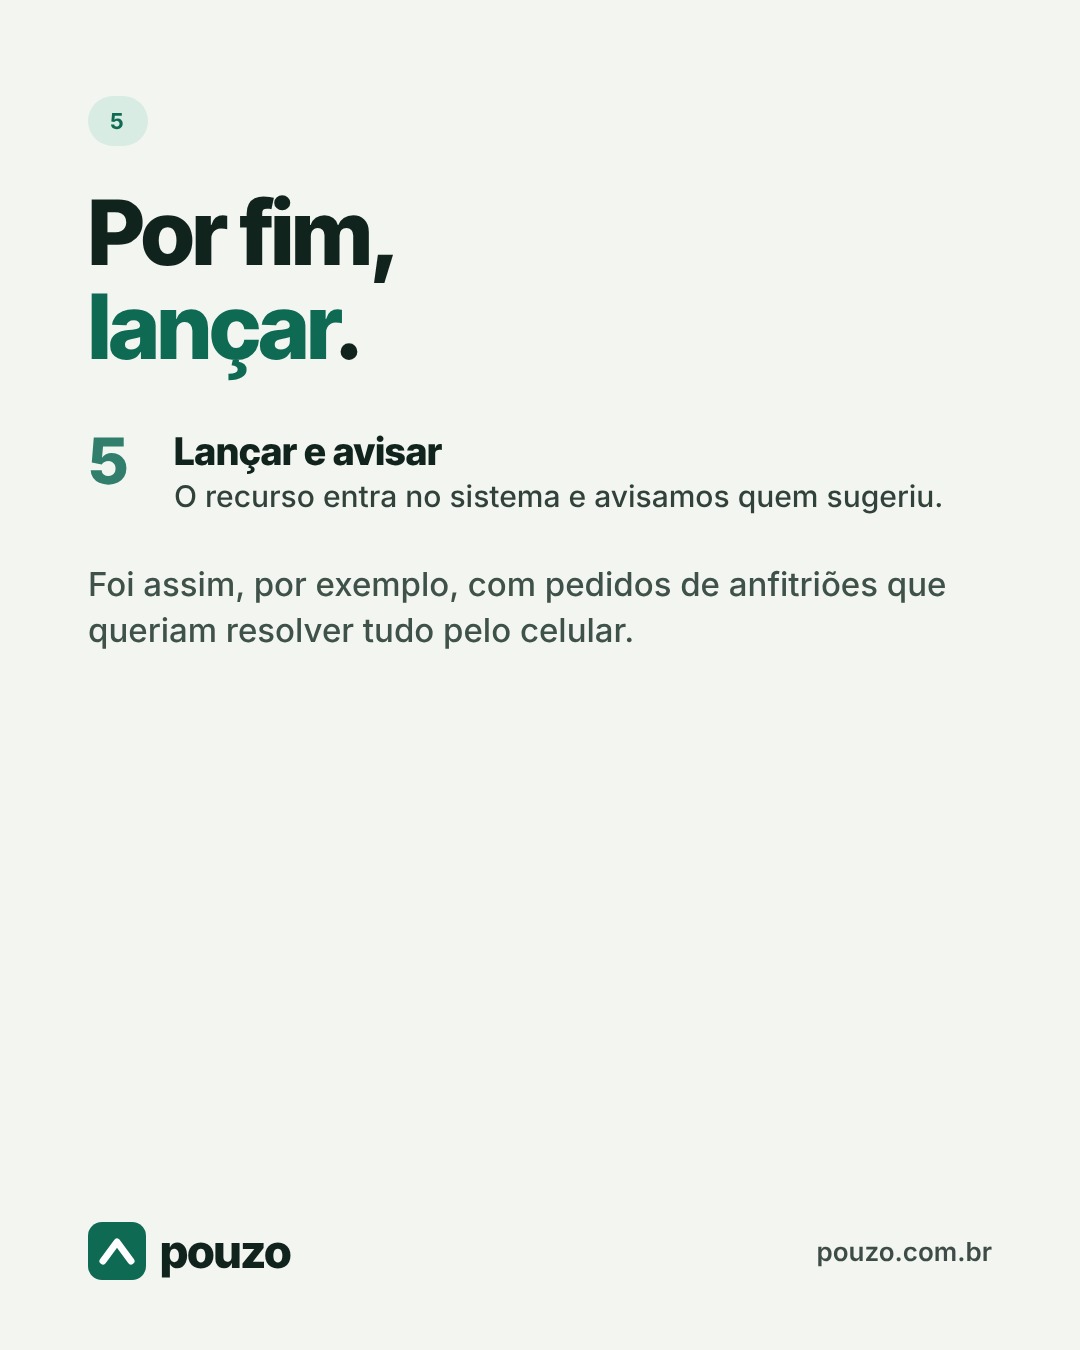 5
Por fim,
lançar.
5
Lançar e avisar
O recurso entra no sistema e avisamos quem sugeriu.
Foi assim, por exemplo, com pedidos de anfitriões que
queriam resolver tudo pelo celular.
pouzo
pouzo.com.br